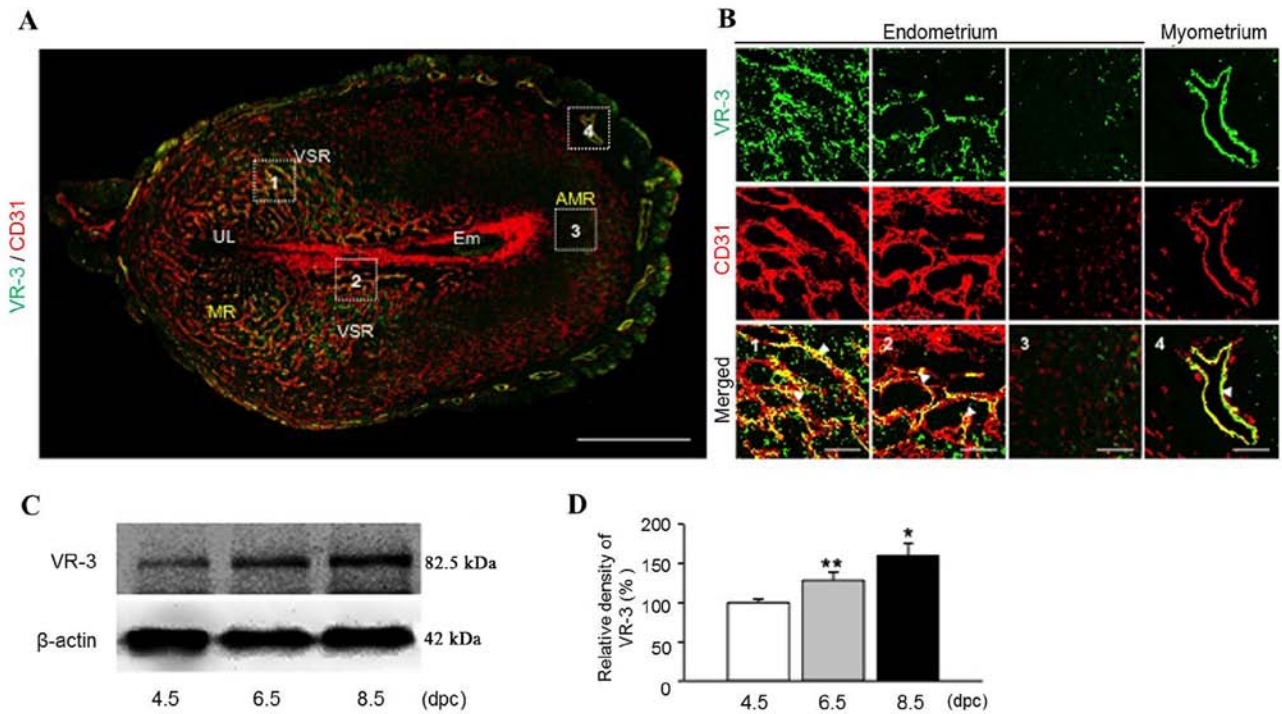 A
VR-3 / CD31
VSR
1
4
AMR
3
UL
Em
2
MR
VSR
B
Endometrium
Myometrium
VR-3
CD31
Merged
1
2
3
4
C
VR-3
82.5 kDa
β-actin
42 kDa
4.5 6.5 8.5 (dpc)
D
Relative density of
VR-3 (%)
200
150
100
50
0
**
*
4.5 6.5 8.5 (dpc)